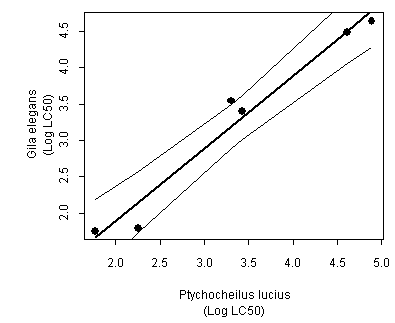 Gila elegans
(Log LC50)
4.5
4.0
3.5
3.0
2.5
2.0
2.0 2.5 3.0 3.5 4.0 4.5 5.0
Ptychocheilus lucius
(Log LC50)